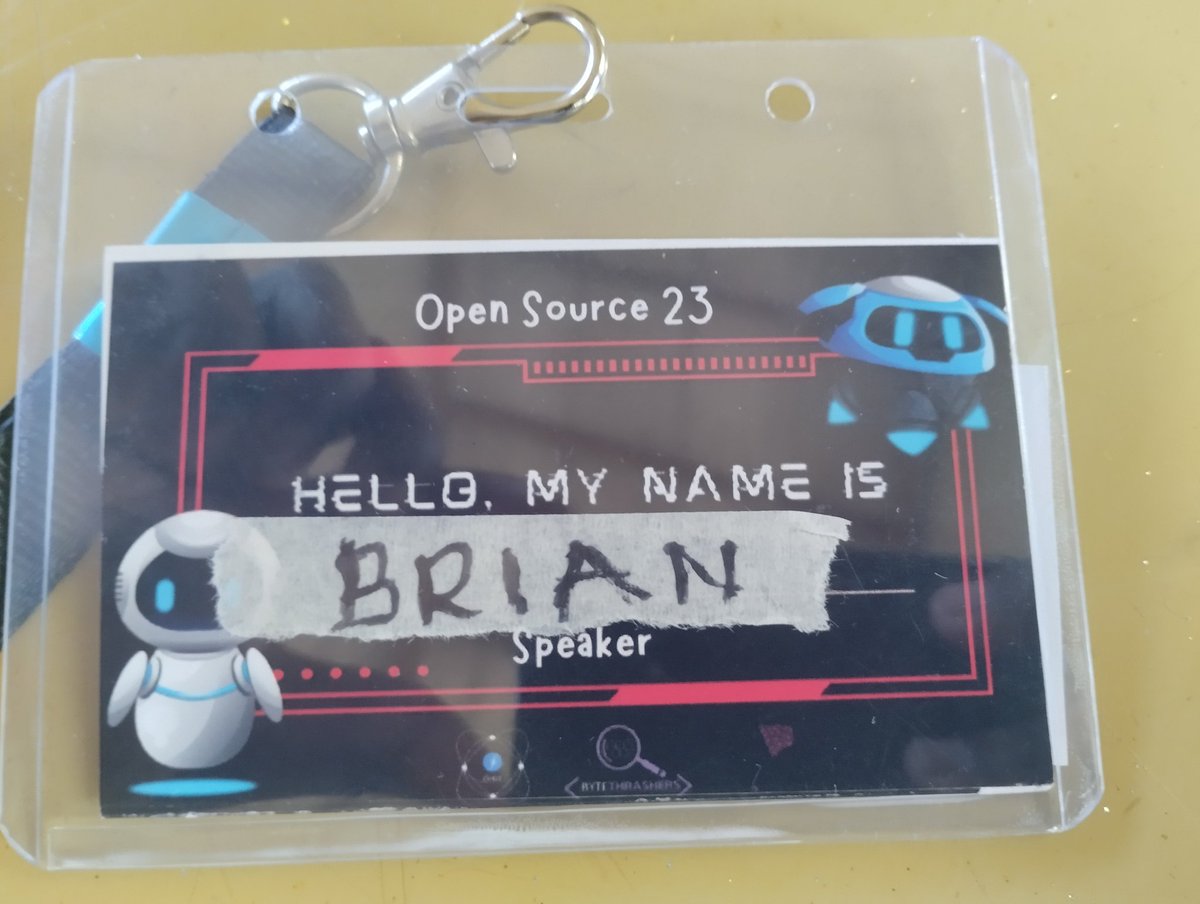 Open Source 23
HELLO, MY NAME IS
BRIAN
Speaker
BYTETHRASHERS